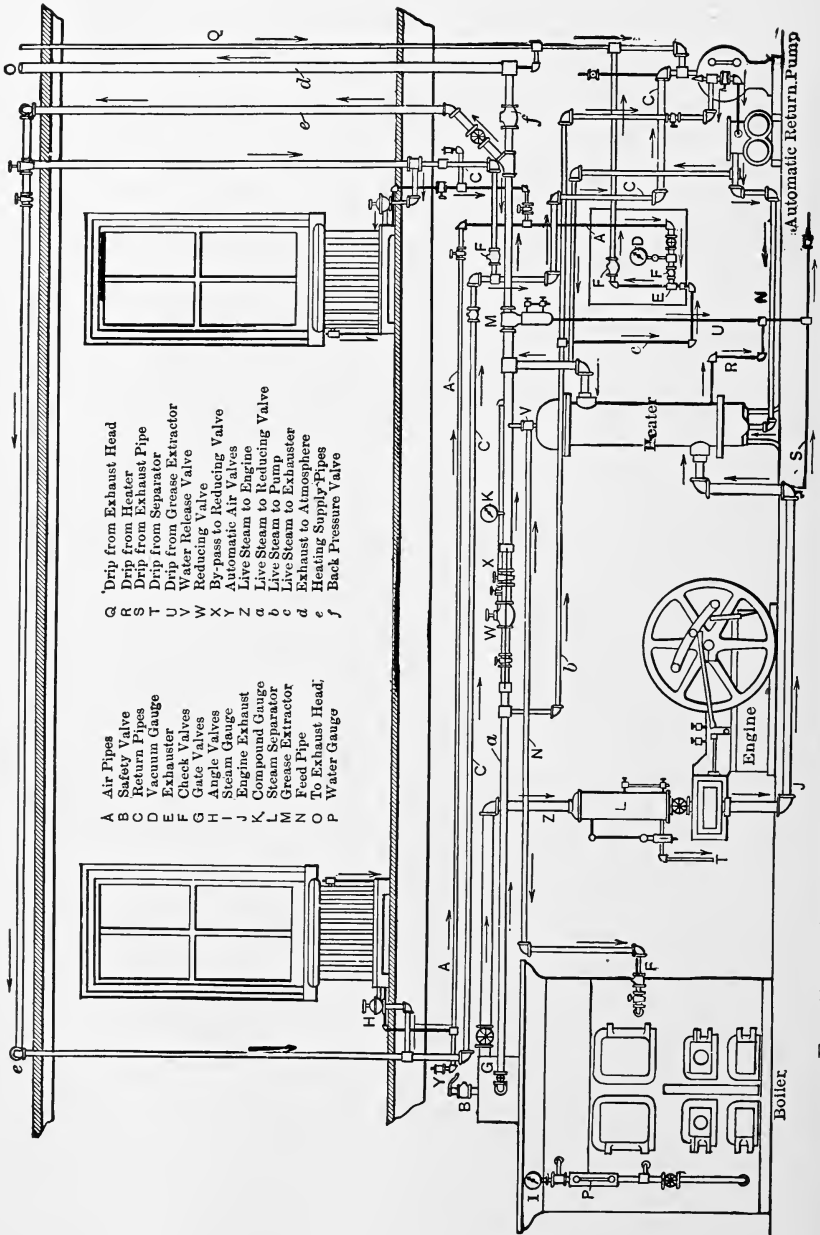 A Air Pipes
B Safety Valve
C Return Pipes
D Vacuum Gauge
E Exhauster
F Check Valves
G Gate Valves
H Angle Valves
I Steam Gauge
J Engine Exhaust
K Compound Gauge
L Steam Separator
M Grease Extractor
N Feed Pipe
O To Exhaust Head
P Water Gauge
Q Drip from Exhaust Head
R Drip from Heater
S Drip from Exhaust Pipe
T Drip from Separator
U Drip from Grease Extractor
V Water Release Valve
W Reducing Valve
X By-pass to Reducing Valve
Y Automatic Air Valves
Z Live Steam to Engine
a Live Steam to Reducing Valve
b Live Steam to Pump
c Live Steam to Exhauster
d Exhaust to Atmosphere
e Heating Supply Pipes
f Back Pressure Valve
O
Q
d
e
e
f
H
Y
B
G
A
A
A
C
C
C
C
C
F
F
F
F
D
E
M
K
X
W
V
a
b
c
N
N
Z
L
T
J
U
R
S
I
P
Heater
Engine
Boiler.
Automatic Return Pump